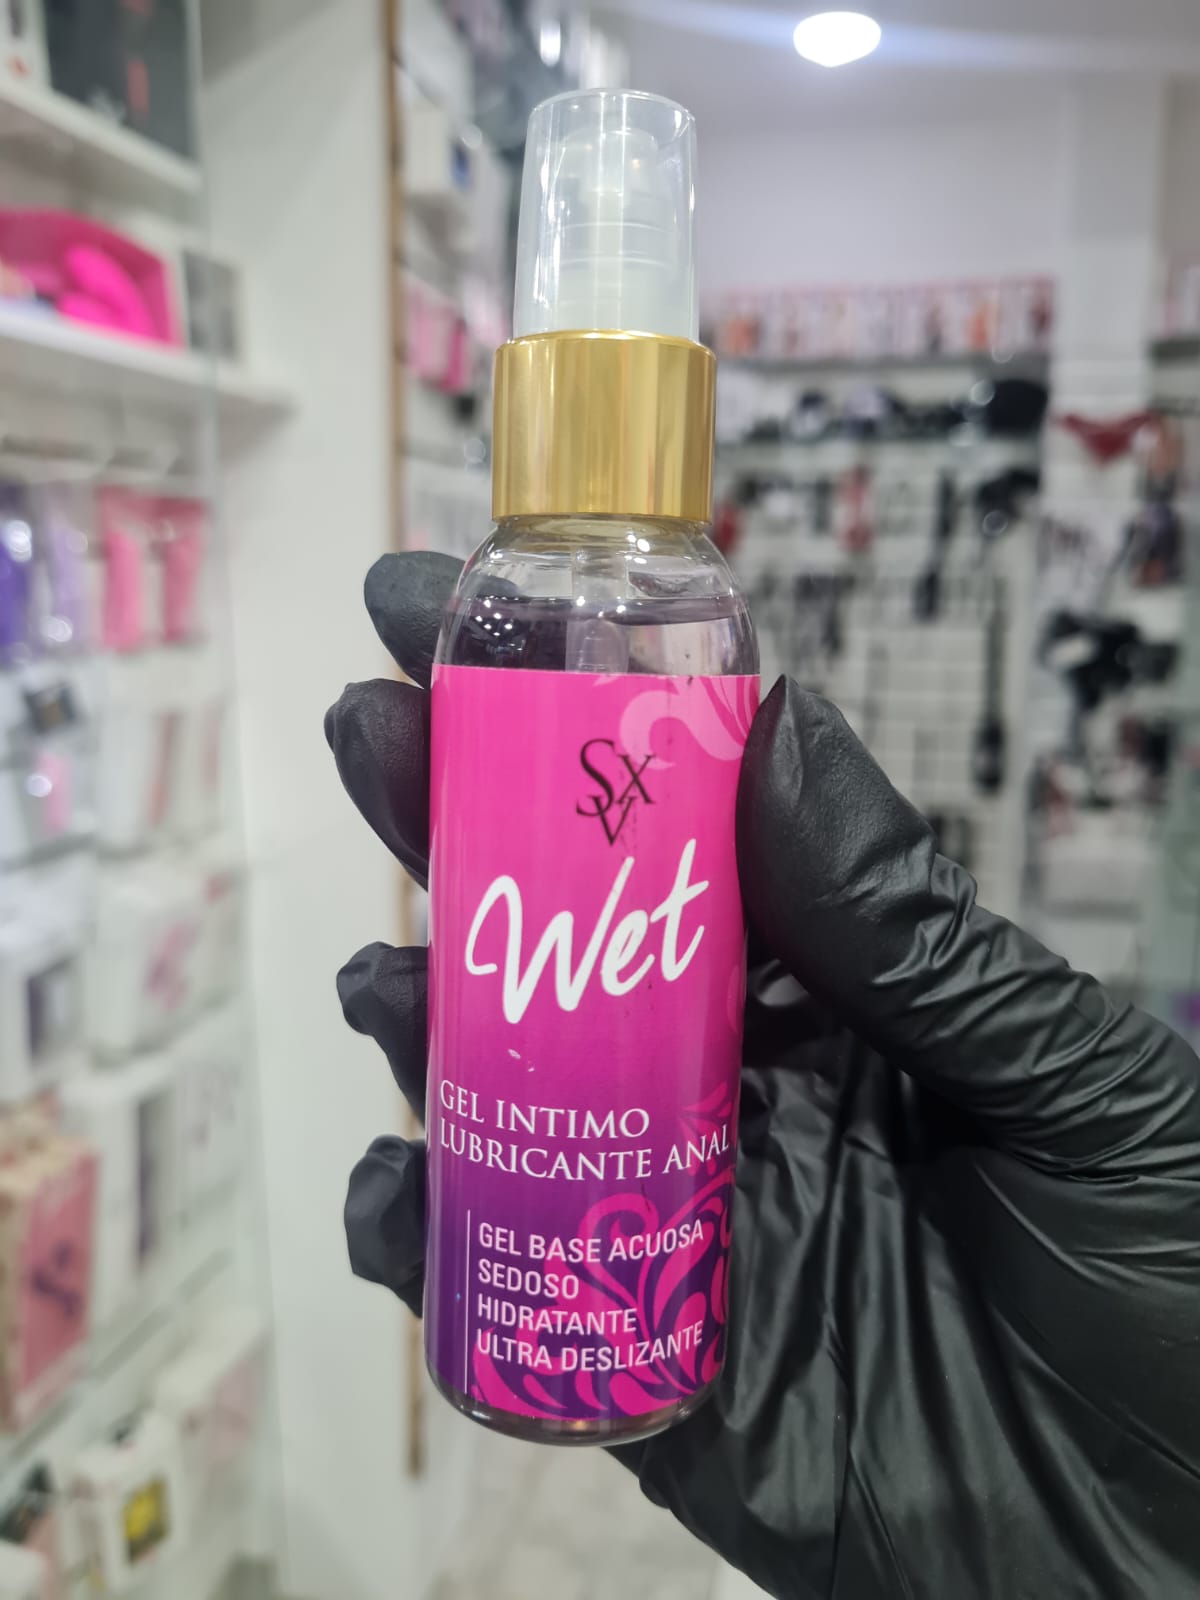 SXV
Wet
GEL INTIMO
LUBRICANTE ANAL
GEL BASE ACUOSA
SEDOSO
HIDRATANTE
ULTRA DESLIZANTE